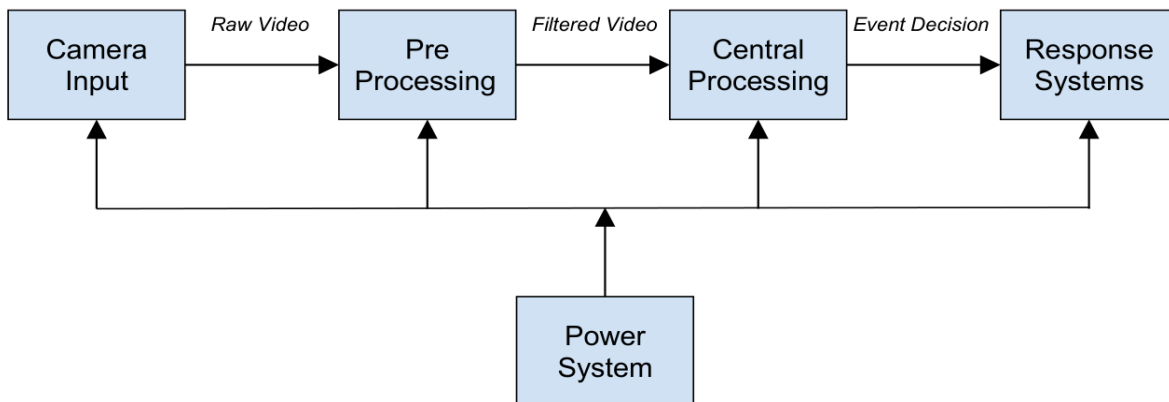 Camera
Input
Raw Video
Pre
Processing
Filtered Video
Central
Processing
Event Decision
Response
Systems
Power
System